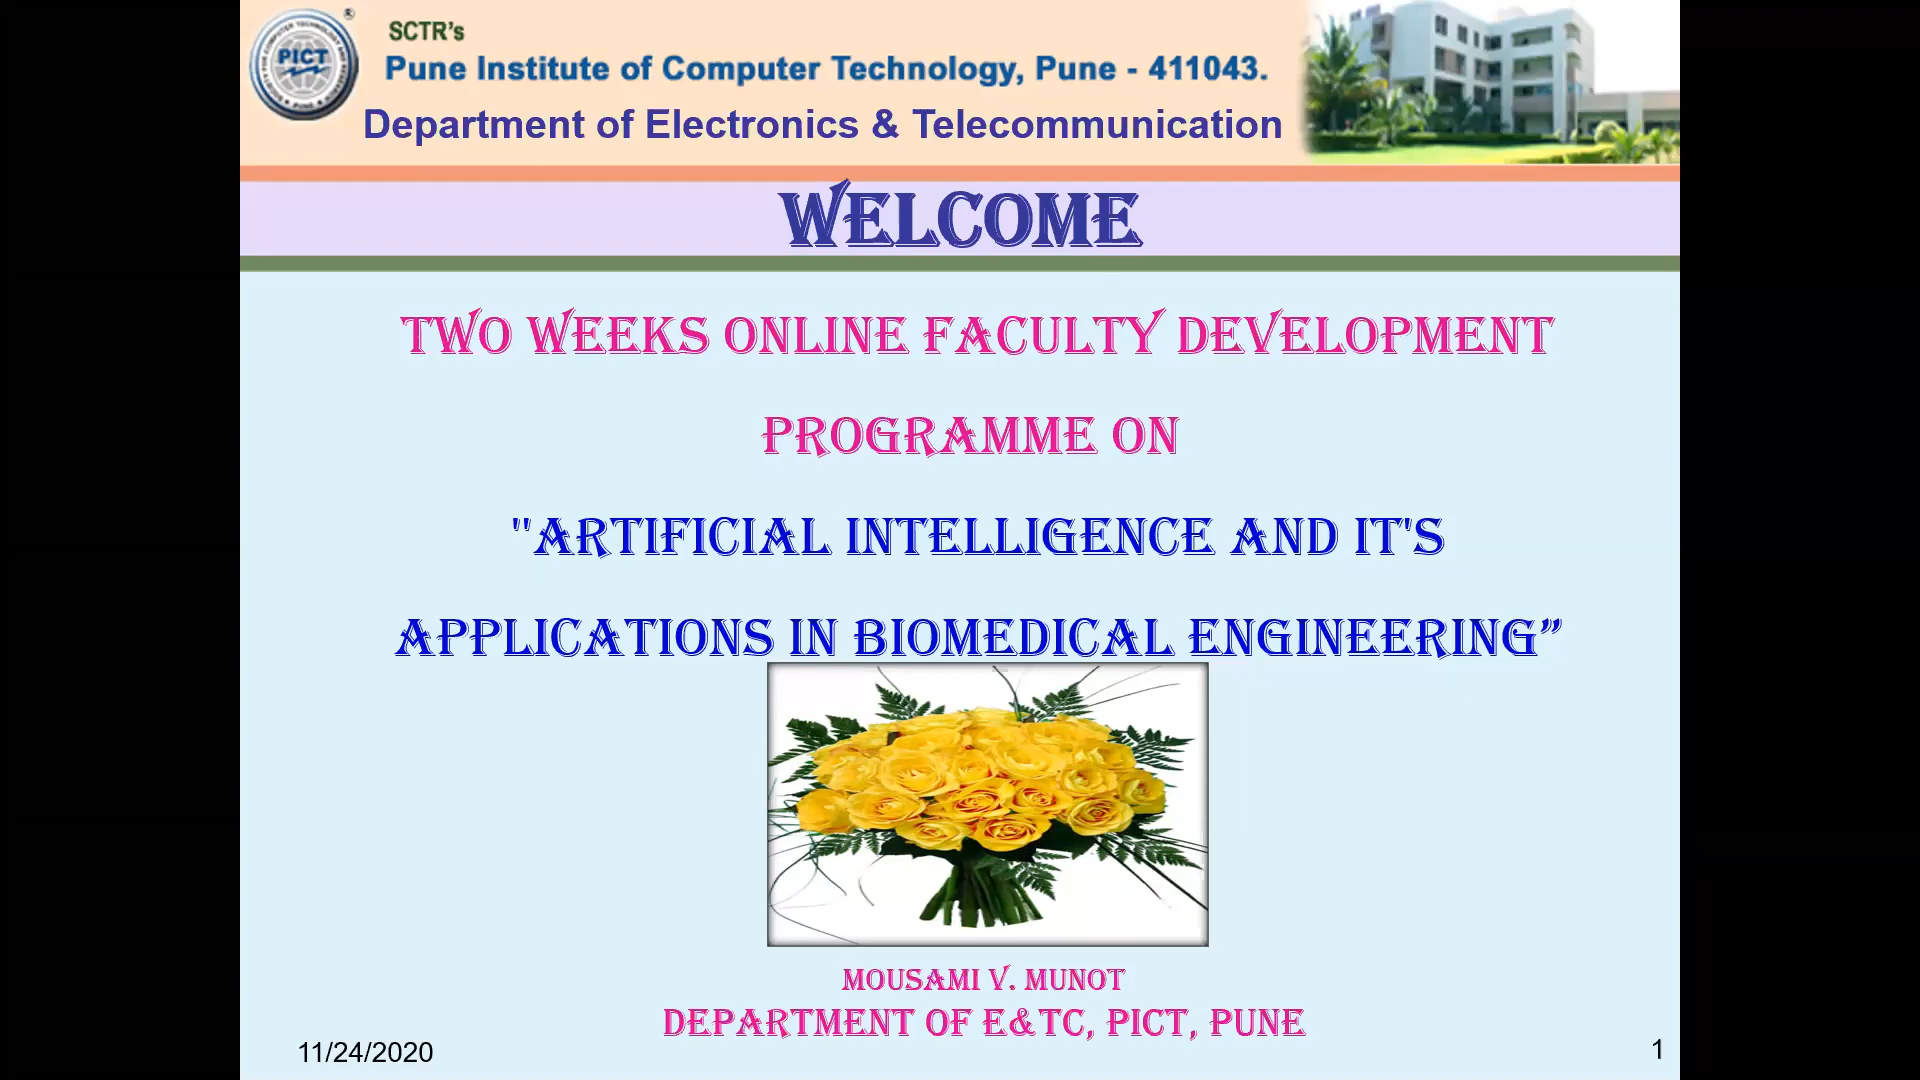 PICT
®
SCTR's
Pune Institute of Computer Technology, Pune - 411043.
Department of Electronics & Telecommunication
WELCOME
TWO WEEKS ONLINE FACULTY DEVELOPMENT
PROGRAMME ON
"ARTIFICIAL INTELLIGENCE AND IT'S
APPLICATIONS IN BIOMEDICAL ENGINEERING”
MOUSAMI V. MUNOT
DEPARTMENT OF E&TC, PICT, PUNE
11/24/2020
1